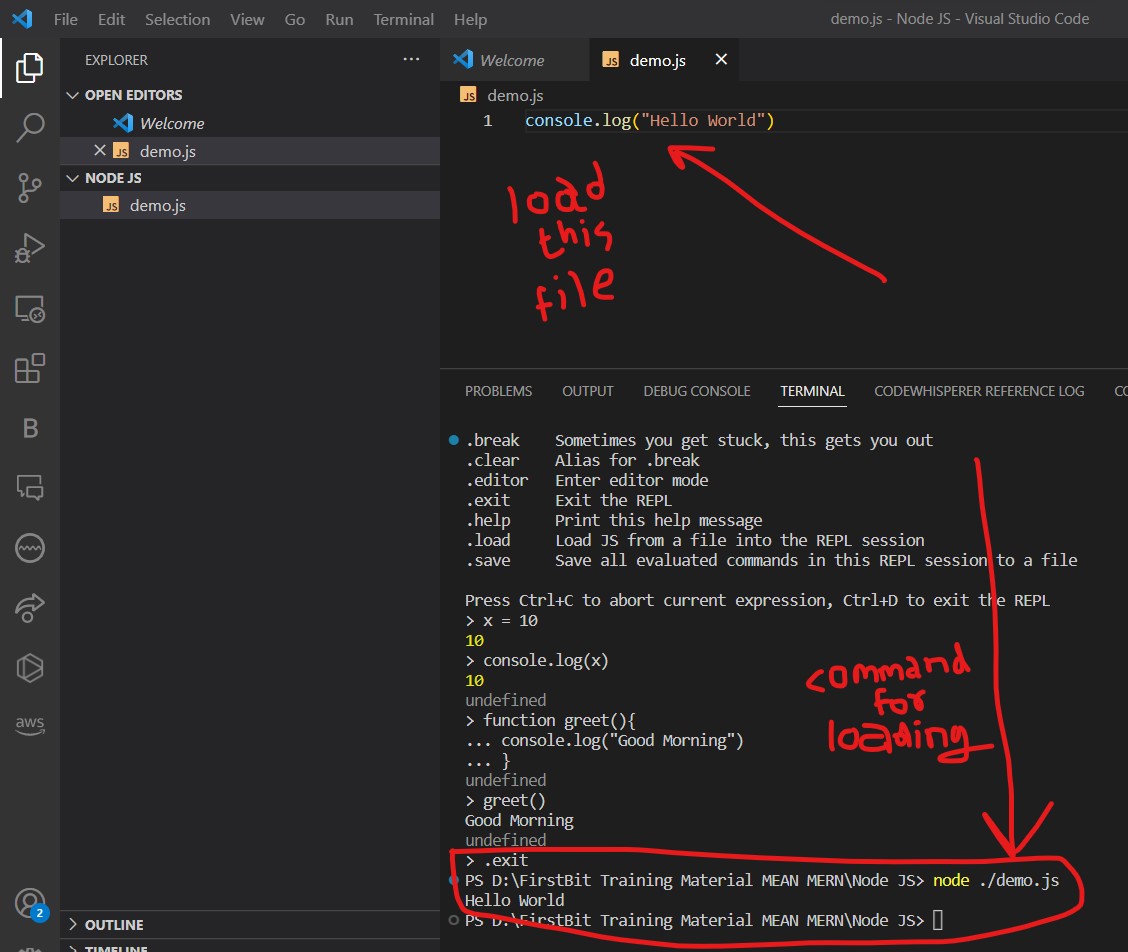 File Edit Selection View Go Run Terminal Help
demo.js - Node JS - Visual Studio Code
EXPLORER
OPEN EDITORS
Welcome
JS demo.js
NODE JS
JS demo.js
B
aws
2
OUTLINE
TIMELINE
Welcome
JS demo.js
JS demo.js
1 console.log("Hello World")
load
this
file
PROBLEMS OUTPUT DEBUG CONSOLE TERMINAL CODEWHISPERER REFERENCE LOG CO
.break Sometimes you get stuck, this gets you out
.clear Alias for .break
.editor Enter editor mode
.exit Exit the REPL
.help Print this help message
.load Load JS from a file into the REPL session
.save Save all evaluated commands in this REPL session to a file
Press Ctrl+C to abort current expression, Ctrl+D to exit the REPL
> x = 10
10
> console.log(x)
10
undefined
> function greet(){
... console.log("Good Morning")
... }
undefined
> greet()
Good Morning
undefined
> .exit
PS D:\FirstBit Training Material MEAN MERN\Node JS> node ./demo.js
Hello World
PS D:\FirstBit Training Material MEAN MERN\Node JS>
command
for
loading